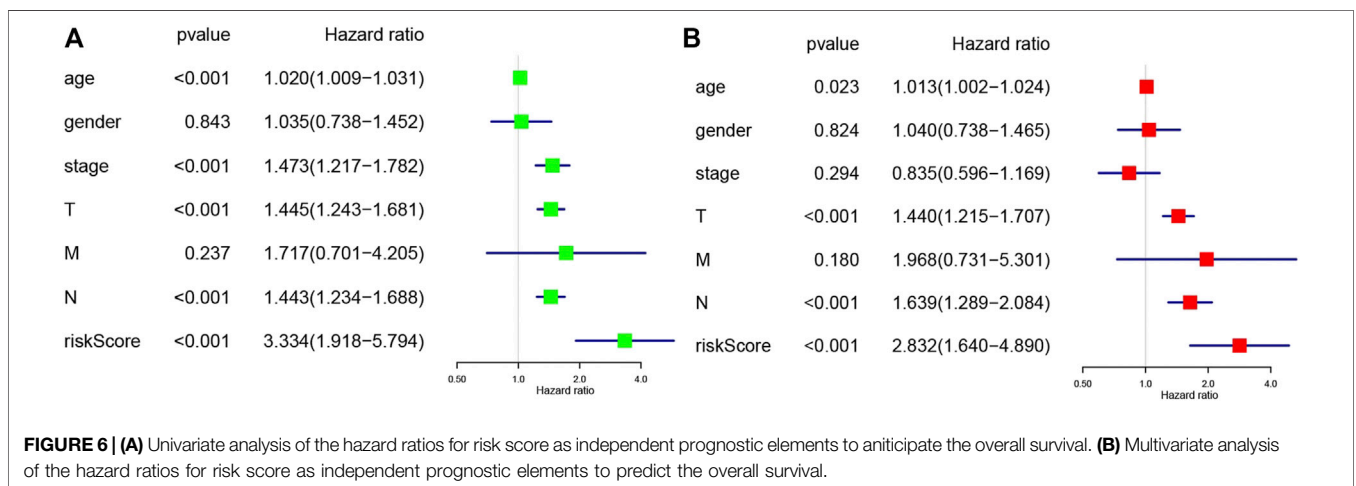 A
pvalue Hazard ratio
age <0.001 1.020(1.009−1.031)
gender 0.843 1.035(0.738−1.452)
stage <0.001 1.473(1.217−1.782)
T <0.001 1.445(1.243−1.681)
M 0.237 1.717(0.701−4.205)
N <0.001 1.443(1.234−1.688)
riskScore <0.001 3.334(1.918−5.794)
0.50 1.0 2.0 4.0
Hazard ratio
B
pvalue Hazard ratio
age 0.023 1.013(1.002−1.024)
gender 0.824 1.040(0.738−1.465)
stage 0.294 0.835(0.596−1.169)
T <0.001 1.440(1.215−1.707)
M 0.180 1.968(0.731−5.301)
N <0.001 1.639(1.289−2.084)
riskScore <0.001 2.832(1.640−4.890)
0.50 1.0 2.0 4.0
Hazard ratio
FIGURE 6 | (A) Univariate analysis of the hazard ratios for risk score as independent prognostic elements to aniticipate the overall survival. (B) Multivariate analysis
of the hazard ratios for risk score as independent prognostic elements to predict the overall survival.